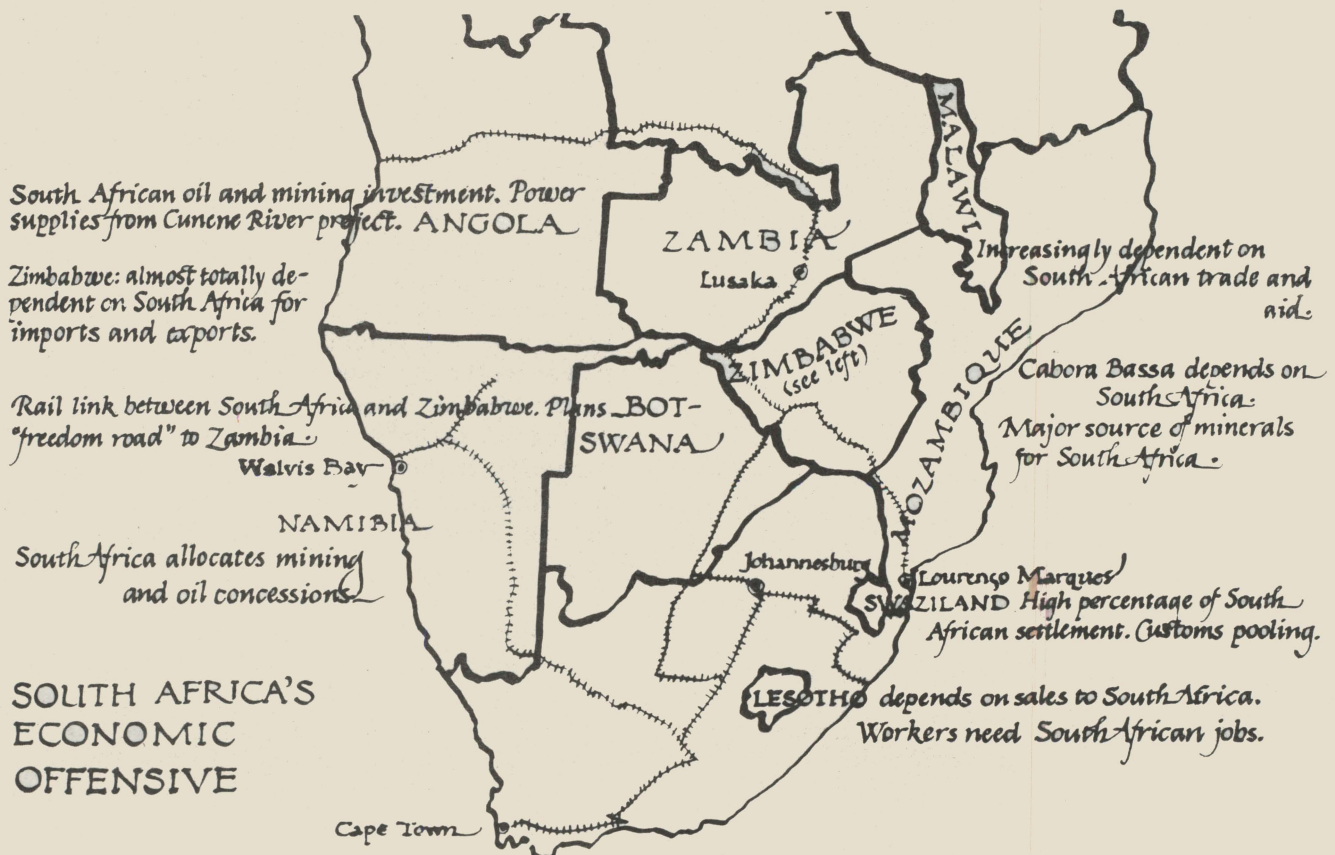 South African oil and mining investment. Power
supplies from Cunene River project.
ANGOLA
Zimbabwe: almost totally de-
pendent on South Africa for
imports and exports.
Rail link between South Africa and Zimbabwe. Plans
"freedom road" to Zambia.
BOT-
SWANA
Walvis Bay
NAMIBIA
South Africa allocates mining
and oil concessions.
ZAMBIA
Lusaka
MALAWI
Increasingly dependent on
South African trade and
aid.
ZIMBABWE
(see left)
MOZAMBIQUE
Cabora Bassa depends on
South Africa.
Major source of minerals
for South Africa.
Johannesburg
Lourenço Marques
SWAZILAND High percentage of South
African settlement. Customs pooling.
LESOTHO depends on sales to South Africa.
Workers need South African jobs.
SOUTH AFRICA'S
ECONOMIC
OFFENSIVE
Cape Town